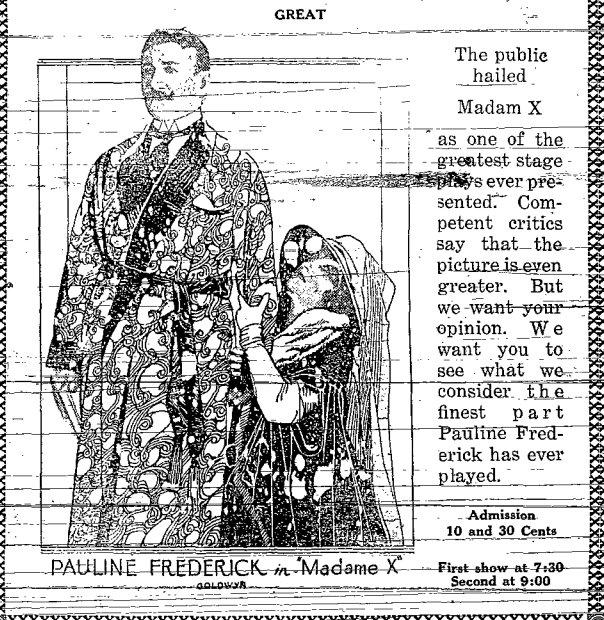 GREAT
The public
hailed
Madam X
as one of the
greatest stage
plays ever pre-
sented. Com-
petent critics
say that the
picture is even
greater. But
we want your
opinion. We
want you to
see what we
consider the
finest part
Pauline Fred-
erick has ever
played.
Admission
10 and 30 Cents
First show at 7:30
Second at 9:00
PAULINE FREDERICK in "Madame X"
GOLDWYN